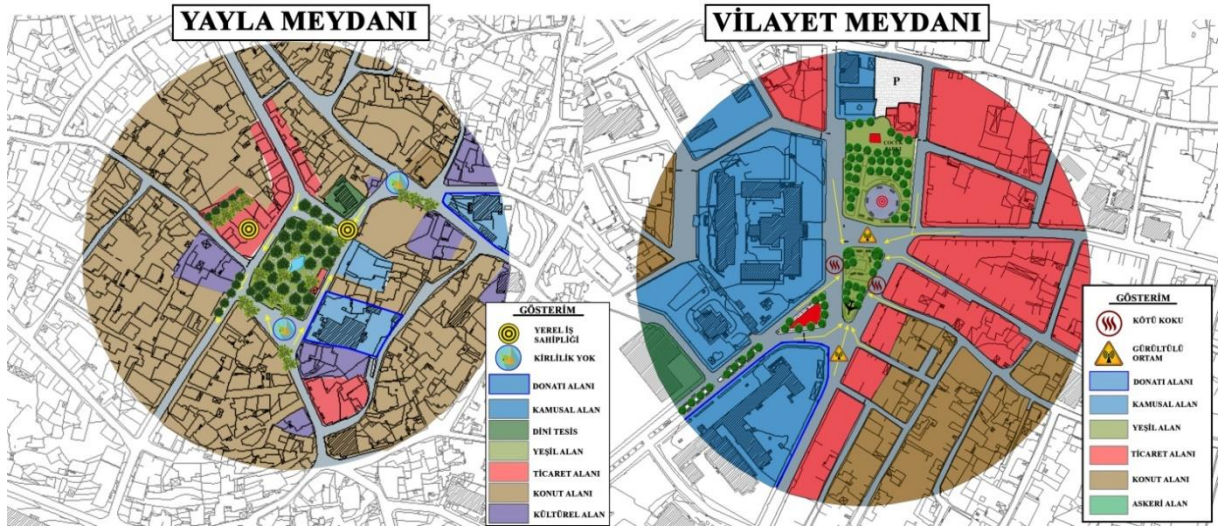 YAYLA MEYDANI
GÖSTERİM
YEREL İŞ
SAHİPLİĞİ
KİRLİLİK YOK
DONATI ALANI
KAMUSAL ALAN
DİNİ TESİS
YEŞİL ALAN
TİCARET ALANI
KONUT ALANI
KÜLTÜREL ALAN
VİLAYET MEYDANI
P
ÇOCUK
GÖSTERİM
KÖTÜ KOKU
GÜRÜLTÜLÜ
ORTAM
DONATI ALANI
KAMUSAL ALAN
YEŞİL ALAN
TİCARET ALANI
KONUT ALANI
ASKERİ ALAN